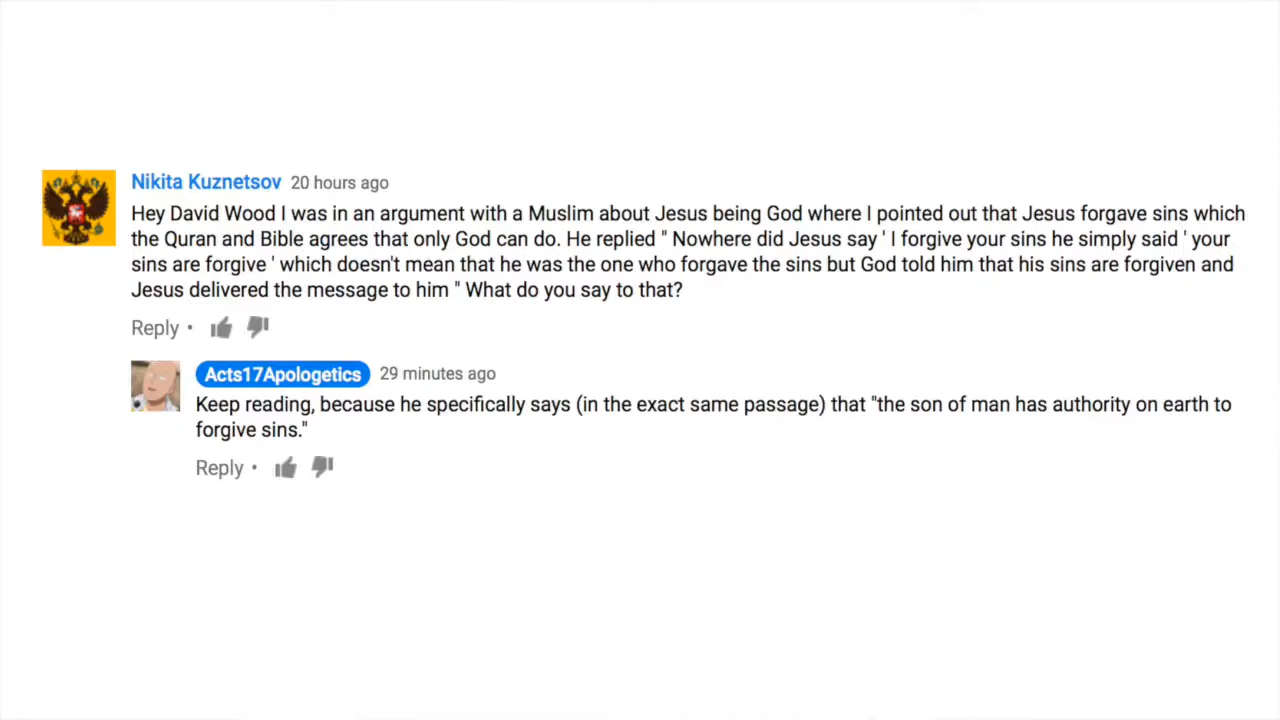 Nikita Kuznetsov 20 hours ago
Hey David Wood I was in an argument with a Muslim about Jesus being God where I pointed out that Jesus forgave sins which
the Quran and Bible agrees that only God can do. He replied " Nowhere did Jesus say ' I forgive your sins he simply said ' your
sins are forgive ' which doesn't mean that he was the one who forgave the sins but God told him that his sins are forgiven and
Jesus delivered the message to him " What do you say to that?
Reply •
Acts17Apologetics 29 minutes ago
Keep reading, because he specifically says (in the exact same passage) that "the son of man has authority on earth to
forgive sins."
Reply •